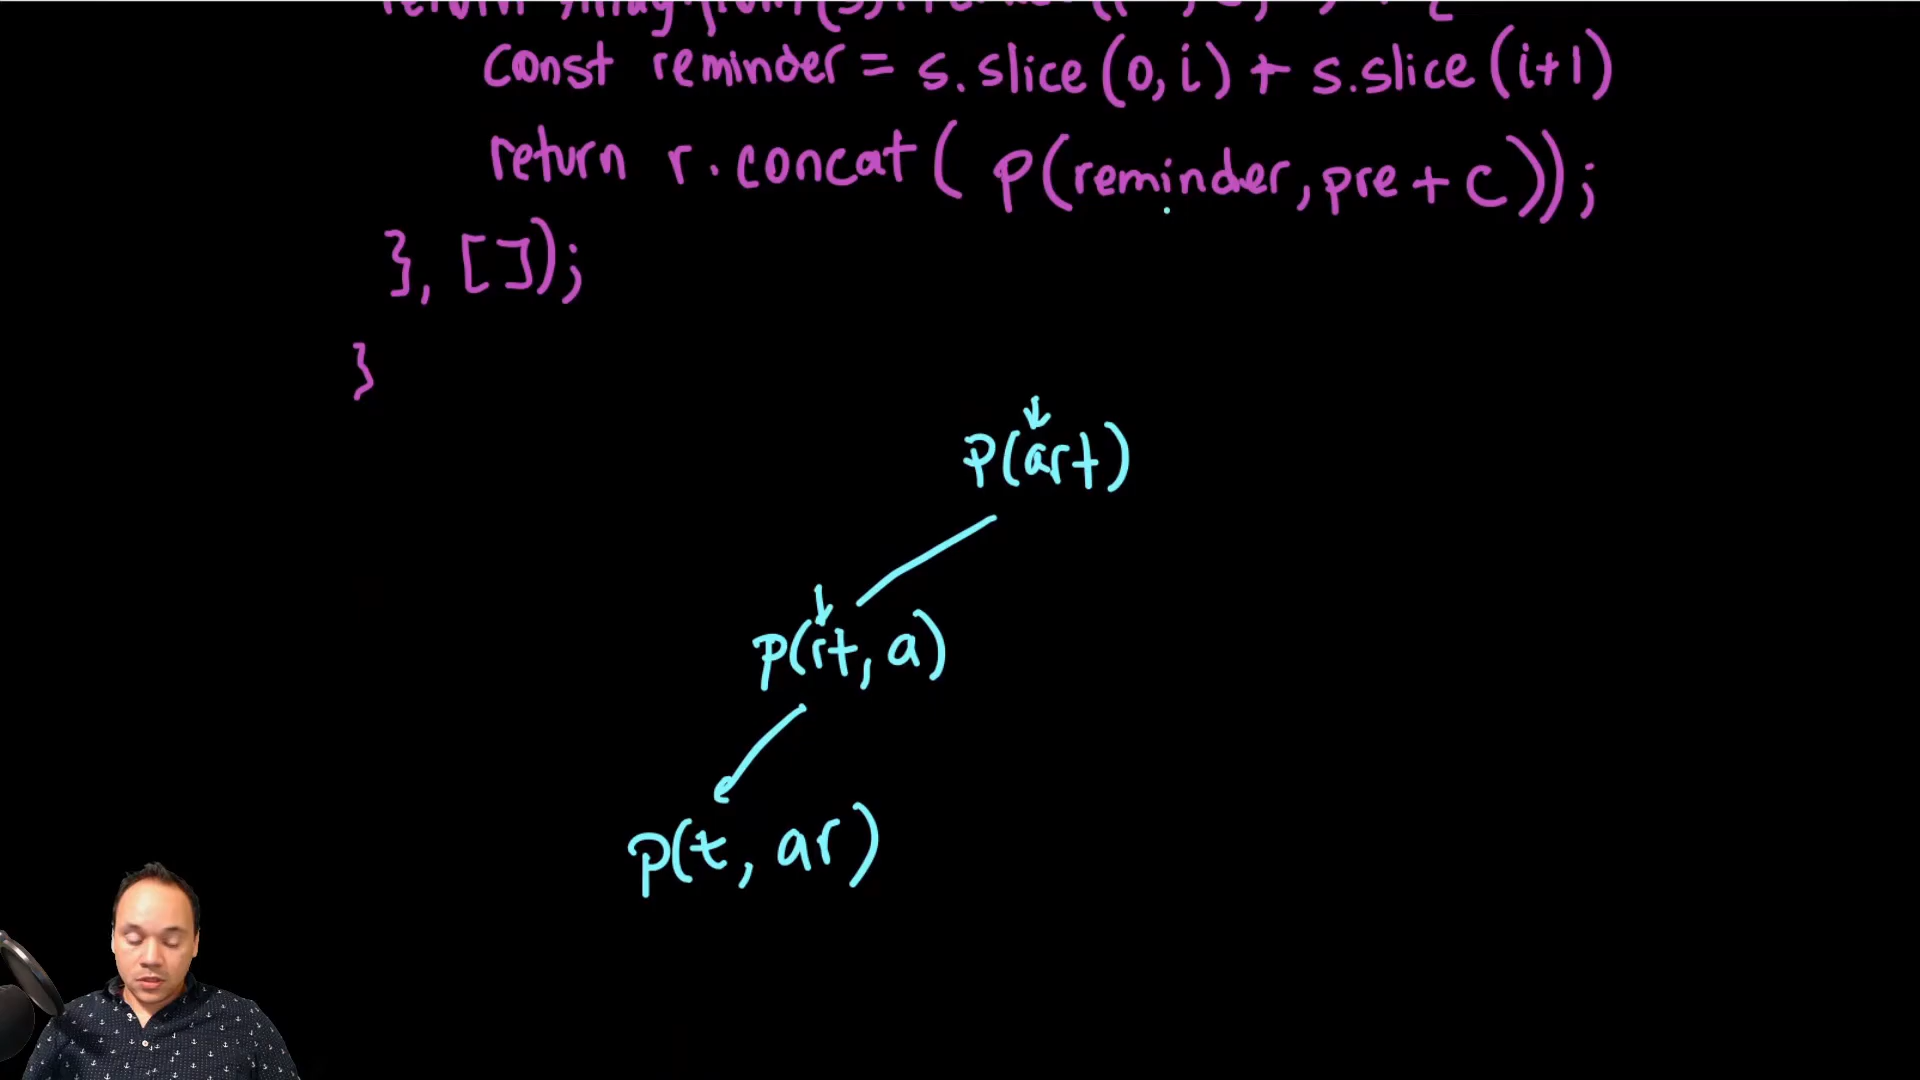 const reminder = s.slice(0,i) + s.slice(i+1)
return r.concat( p(reminder, pre + c));
}, []);
}
p(art)
p(rt, a)
p(t, ar)